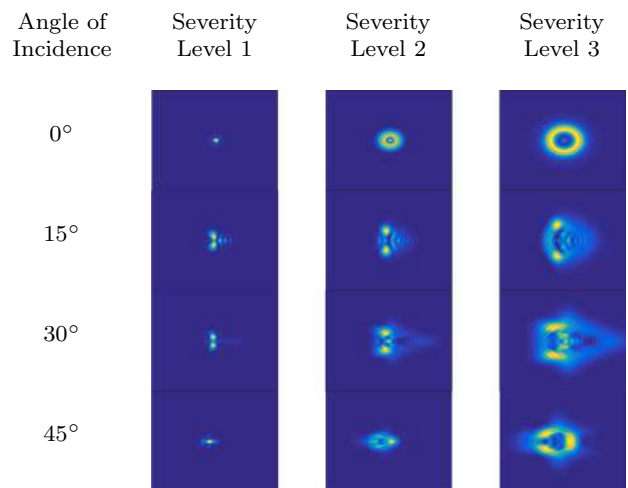 Angle of Incidence
Severity Level 1
Severity Level 2
Severity Level 3
0°
15°
30°
45°